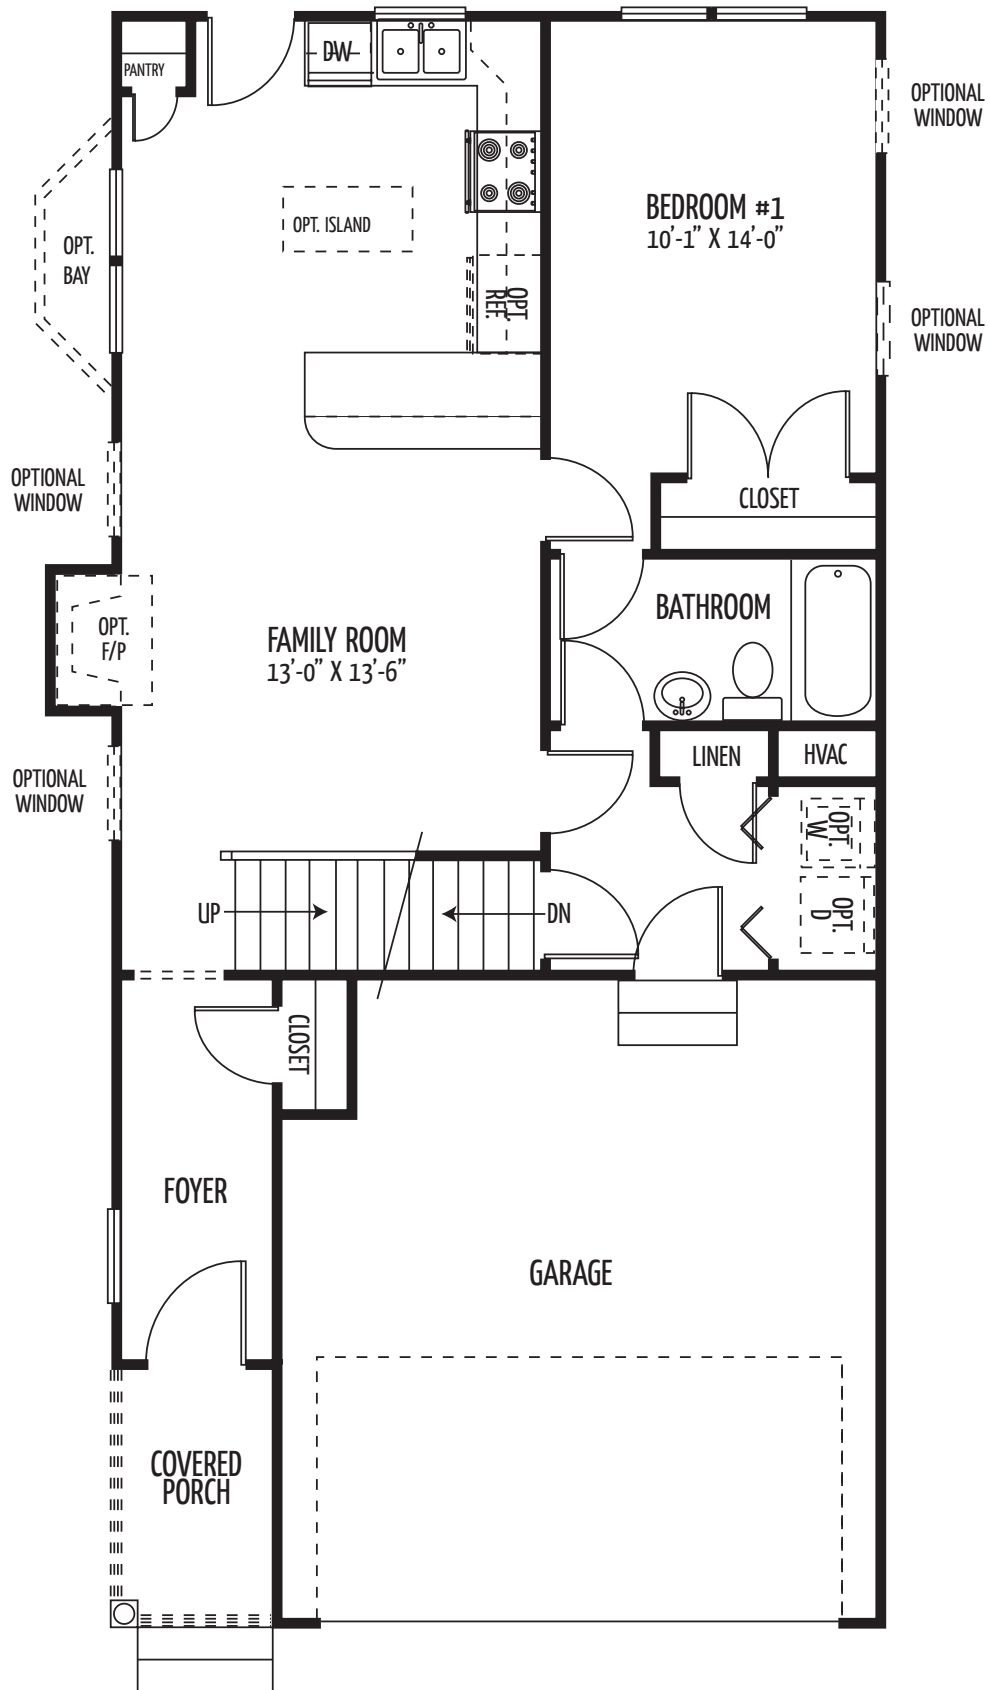 DW
PANTRY
OPTIONAL
WINDOW
BEDROOM #1
10'-1” X 14'-0”
OPT. ISLAND
OPT.
BAY
OPT.
REF.
OPTIONAL
WINDOW
OPTIONAL
WINDOW
CLOSET
BATHROOM
OPT.
F/P
FAMILY ROOM
13'-0” X 13'-6”
LINEN
HVAC
OPTIONAL
WINDOW
OPT.
W
UP
DN
OPT.
D
CLOSET
FOYER
GARAGE
COVERED
PORCH